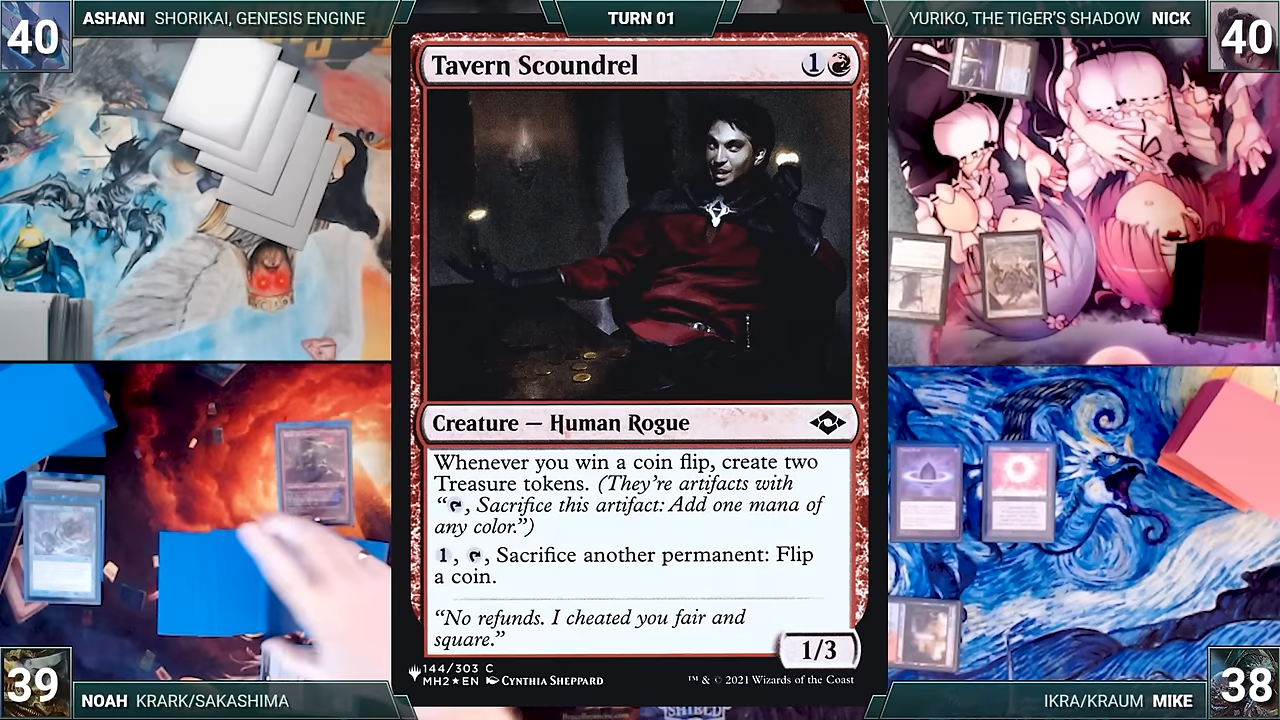 40
ASHANI SHORIKAI, GENESIS ENGINE
TURN 01
YURIKO, THE TIGER'S SHADOW NICK
40
Tavern Scoundrel
1
Creature — Human Rogue
Whenever you win a coin flip, create two
Treasure tokens. (They're artifacts with
“, Sacrifice this artifact: Add one mana of
any color.”)
1, , Sacrifice another permanent: Flip
a coin.
“No refunds. I cheated you fair and
square.”
1/3
144/303 C
MH2 ★ EN CYNTHIA SHEPPARD
™ & © 2021 Wizards of the Coast
39
NOAH KRARK/SAKASHIMA
IKRA/KRAUM MIKE
38